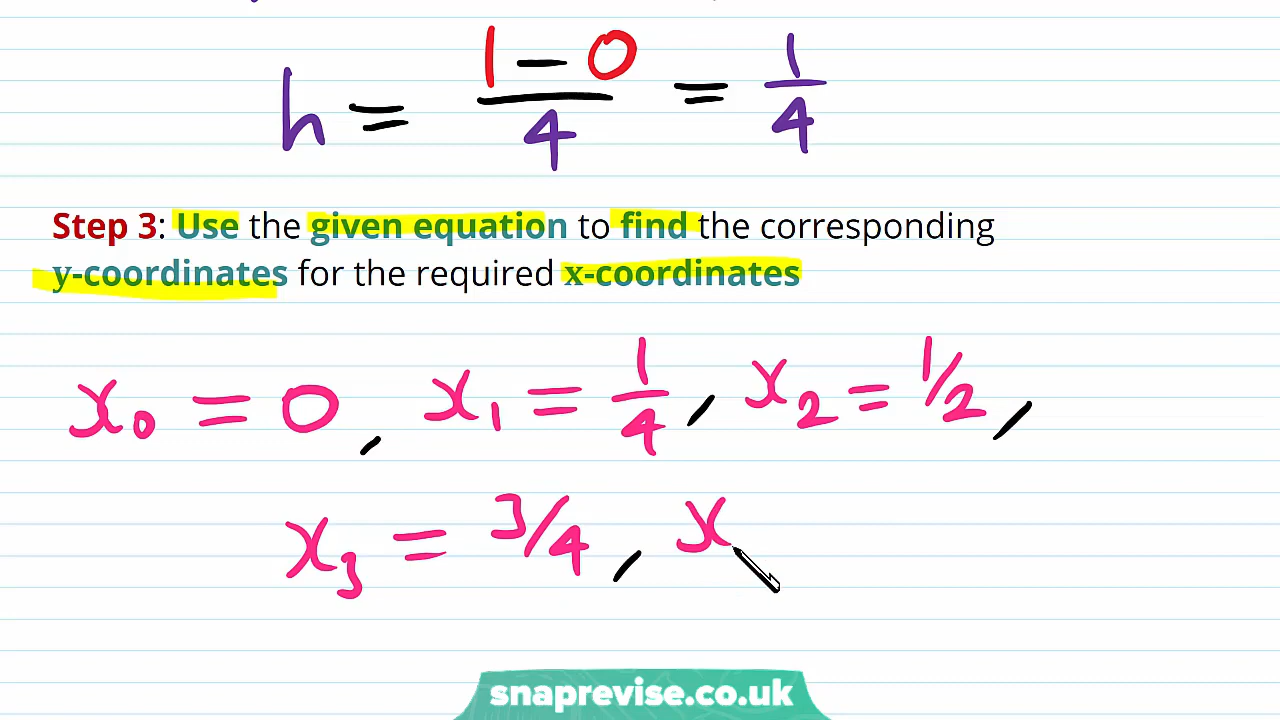 h = 1 - 0 / 4 = 1 / 4
Step 3: Use the given equation to find the corresponding
y-coordinates for the required x-coordinates
x₀ = 0, x₁ = 1/4, x₂ = 1/2,
x₃ = 3/4, x
snaprevise.co.uk